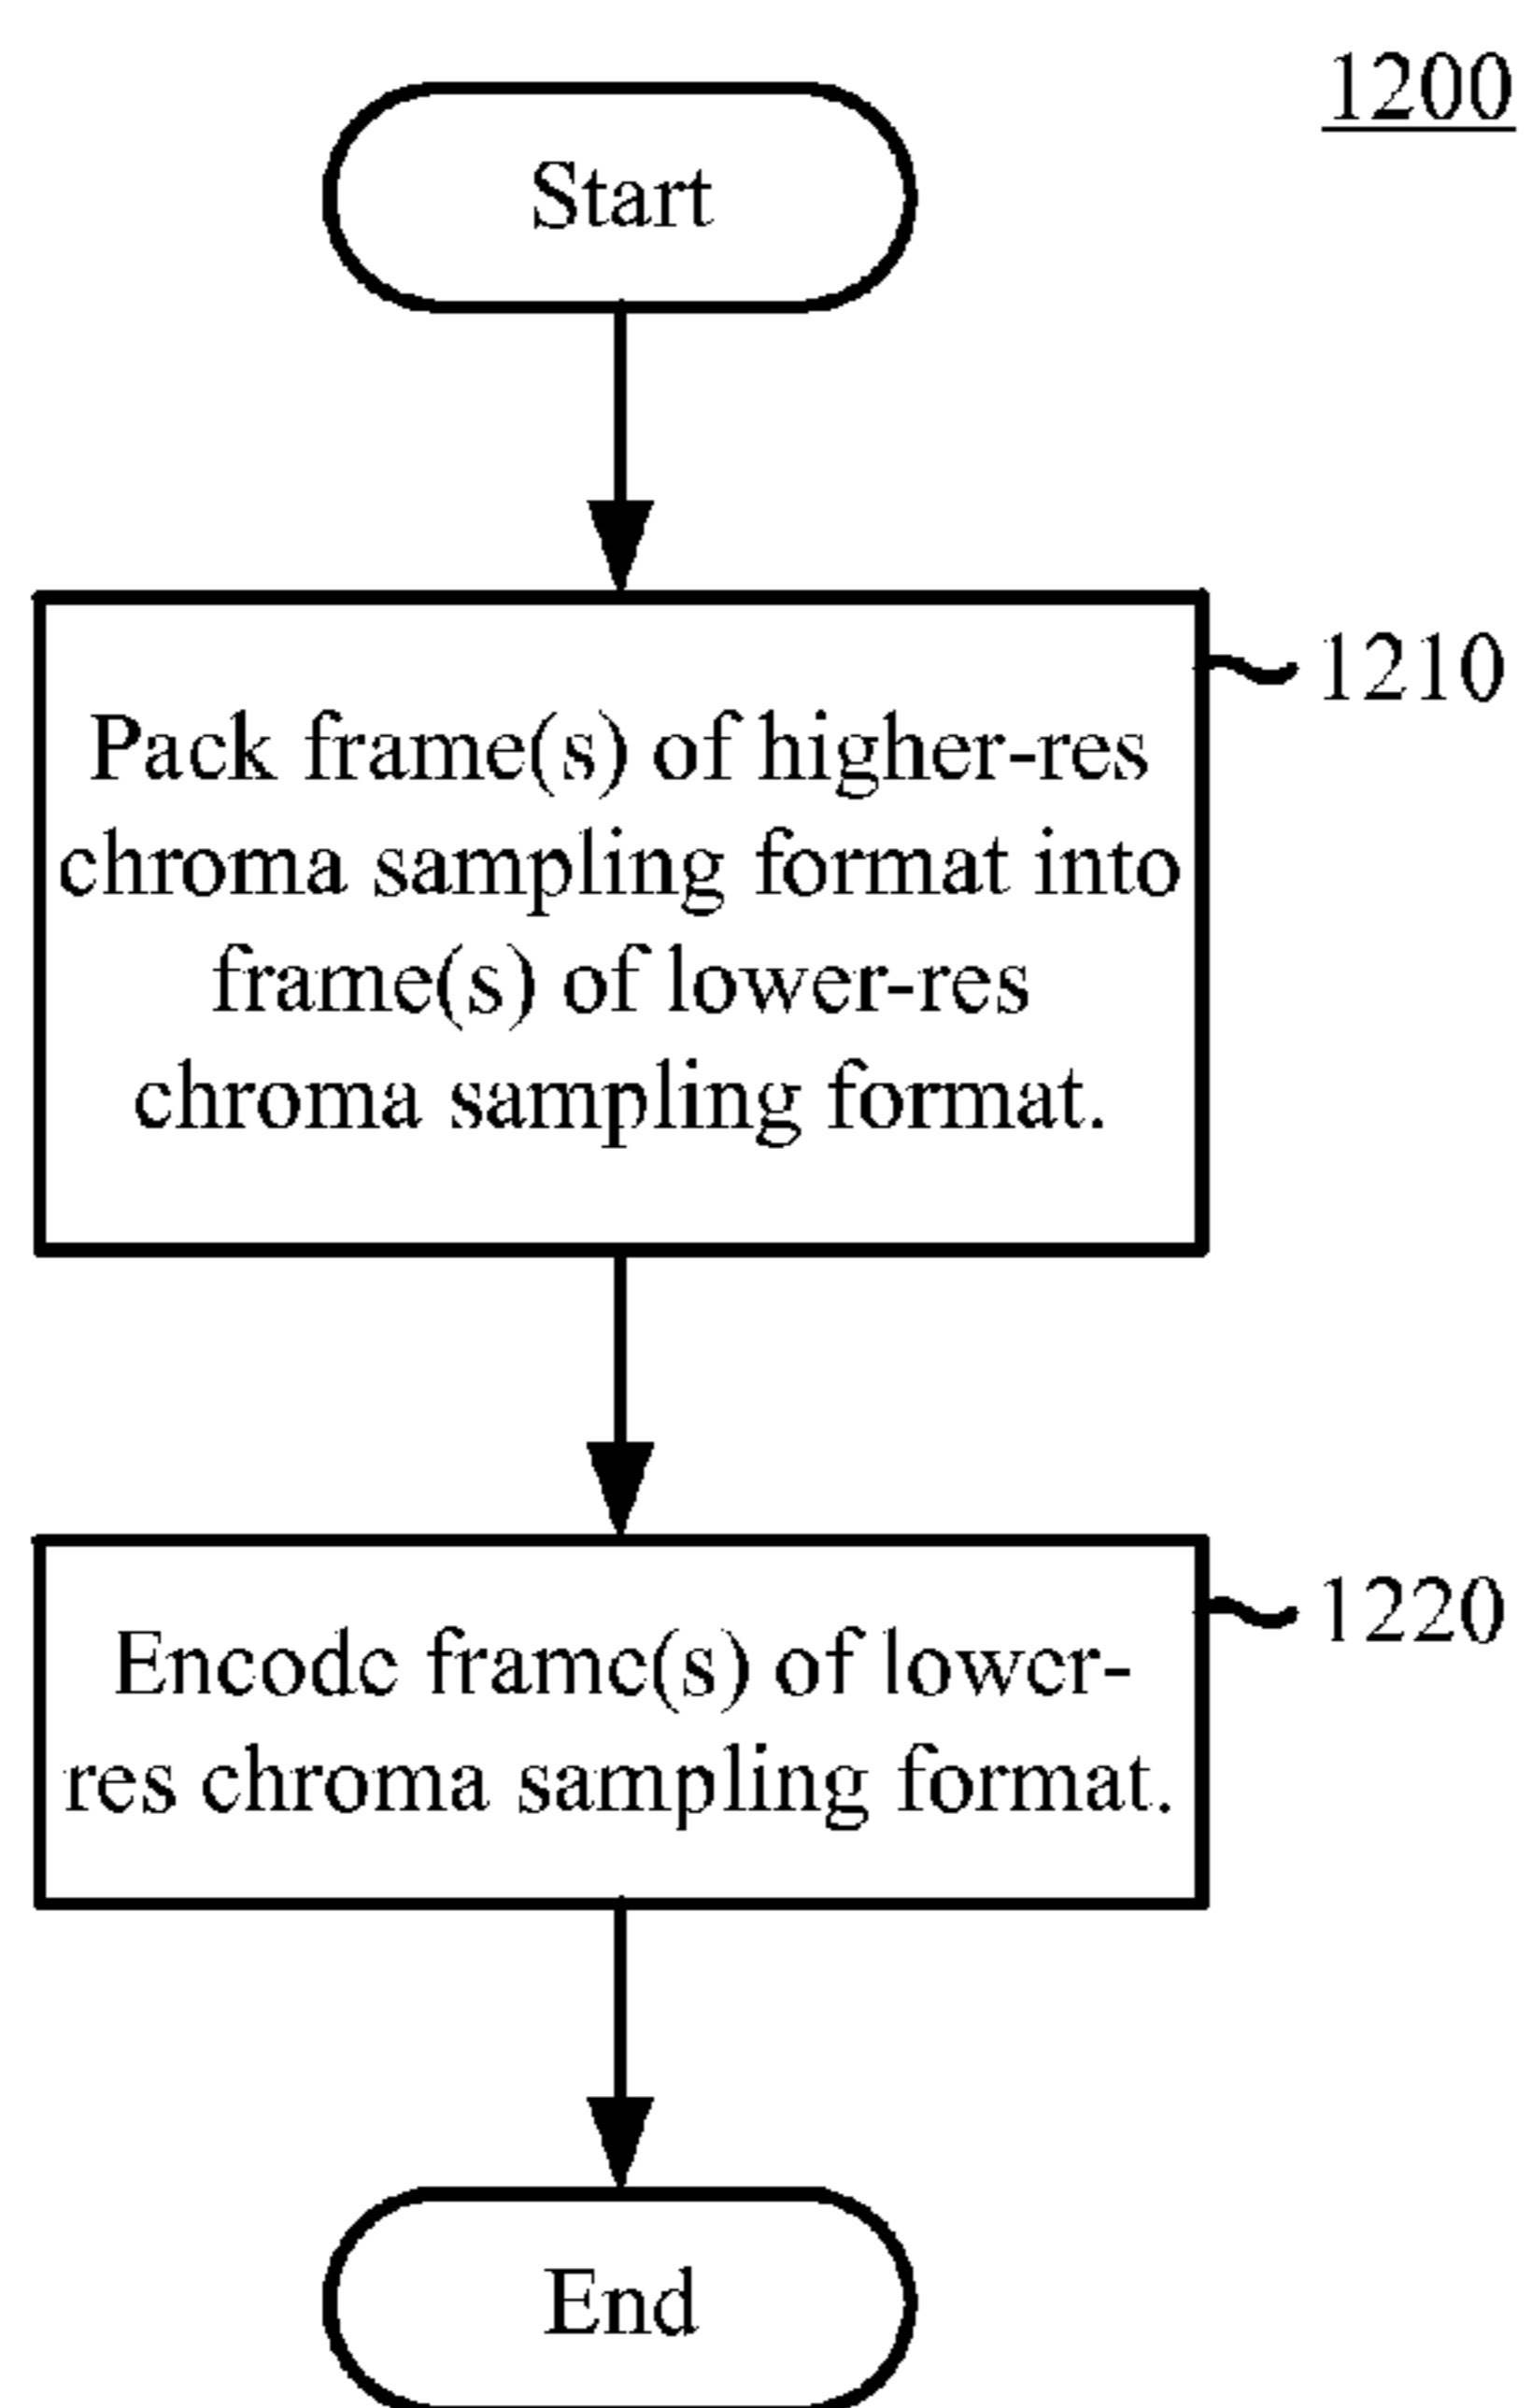 1200
Start
1210
Pack frame(s) of higher-res
chroma sampling format into
frame(s) of lower-res
chroma sampling format.
1220
Encode frame(s) of lower-
res chroma sampling format.
End